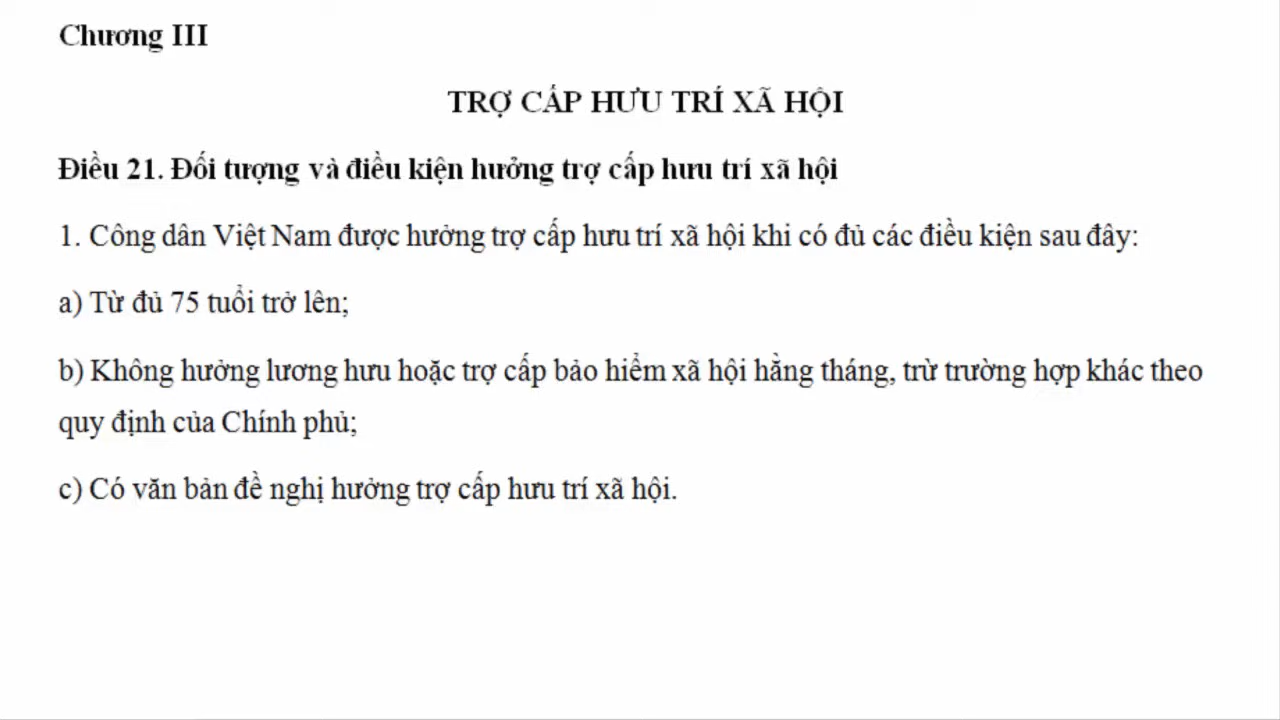 Chương III
TRỢ CẤP HƯU TRÍ XÃ HỘI
Điều 21. Đối tượng và điều kiện hưởng trợ cấp hưu trí xã hội
1. Công dân Việt Nam được hưởng trợ cấp hưu trí xã hội khi có đủ các điều kiện sau đây:
a) Từ đủ 75 tuổi trở lên;
b) Không hưởng lương hưu hoặc trợ cấp bảo hiểm xã hội hằng tháng, trừ trường hợp khác theo
quy định của Chính phủ;
c) Có văn bản đề nghị hưởng trợ cấp hưu trí xã hội.